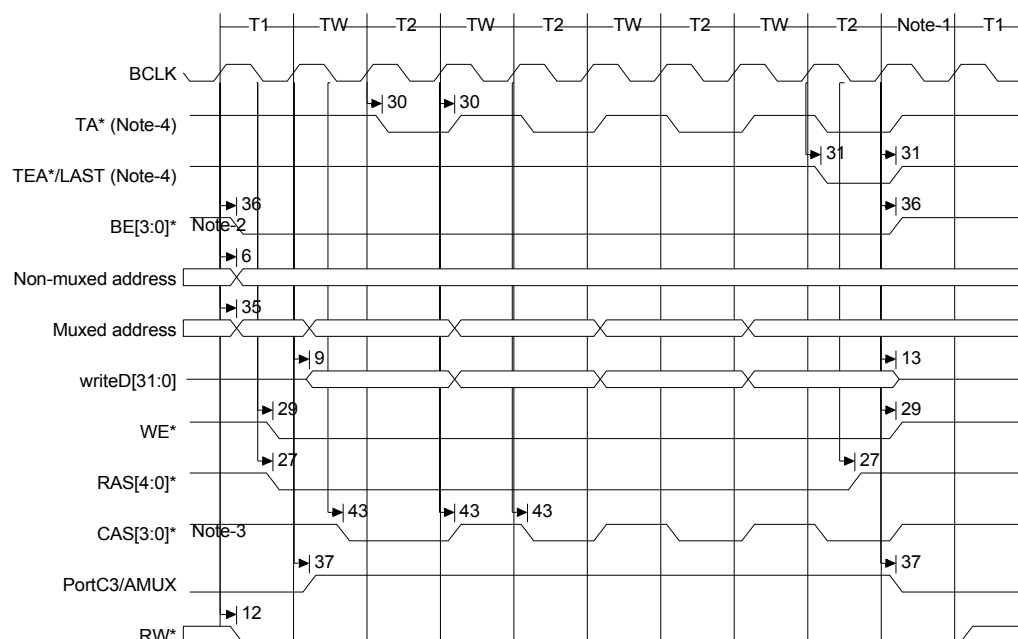 T1 TW T2 TW T2 TW T2 TW T2 Note-1 T1
BCLK
30 30
TA* (Note-4)
31 31
TEA*/LAST (Note-4)
36 36
BE[3:0]* Note-2
6
Non-muxed address
35
Muxed address
9 13
writeD[31:0]
29 29
WE*
27 27
RAS[4:0]*
43 43 43
CAS[3:0]* Note-3
37 37
PortC3/AMUX
12
RW*